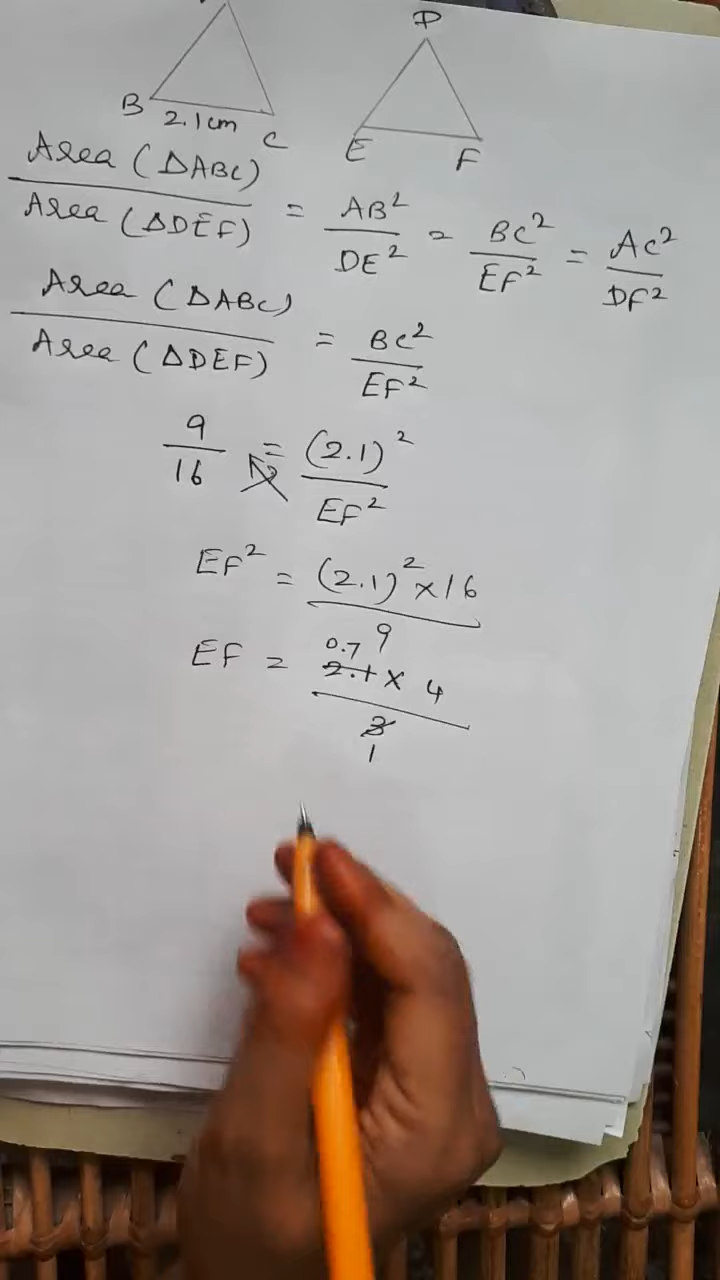 D
B 2.1cm C E F
Area (ΔABC) / Area (ΔDEF) = AB² / DE² = BC² / EF² = AC² / DF²
Area (ΔABC) / Area (ΔDEF) = BC² / EF²
9 / 16 = (2.1)² / EF²
EF² = (2.1)² × 16 / 9
EF = 2.1 × 4 / 3
0.7
1